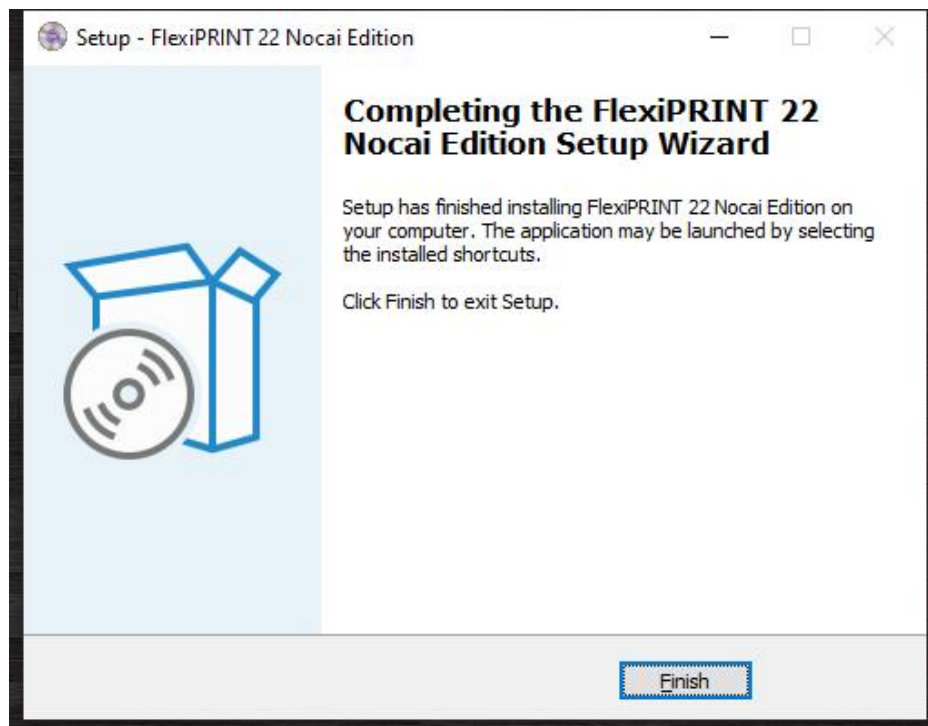 Setup - FlexiPRINT 22 Nocai Edition
Completing the FlexiPRINT 22
Nocai Edition Setup Wizard
Setup has finished installing FlexiPRINT 22 Nocai Edition on
your computer. The application may be launched by selecting
the installed shortcuts.
Click Finish to exit Setup.
Finish